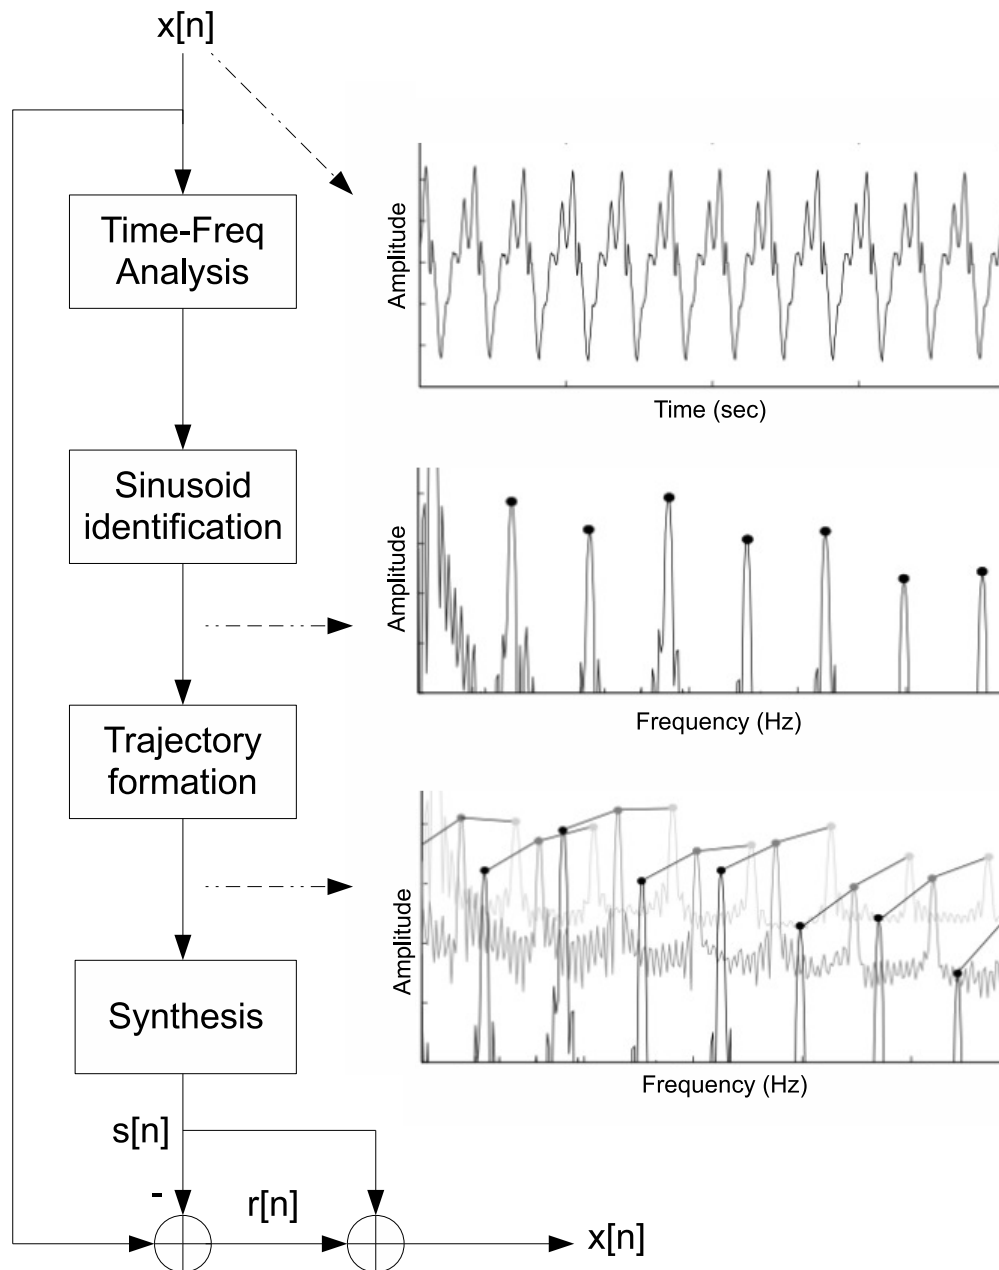 x[n]
Time-Freq
Analysis
Amplitude
Time (sec)
Sinusoid
identification
Amplitude
Frequency (Hz)
Trajectory
formation
Amplitude
Frequency (Hz)
Synthesis
s[n]
-
r[n]
x[n]